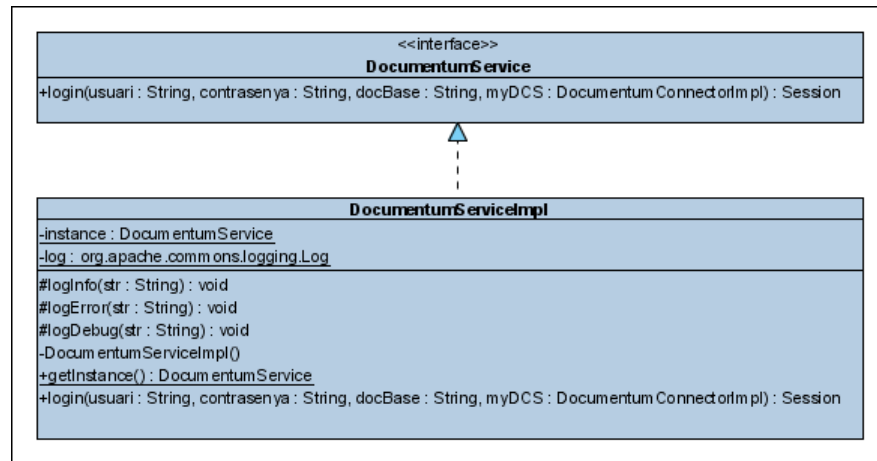 <<interface>>
DocumentumService
+login(usuari : String, contrasenya : String, docBase : String, myDCS : DocumentumConnectorImpl) : Session
DocumentumServiceImpl
-instance : DocumentumService
-log : org.apache.commons.logging.Log
#logInfo(str : String) : void
#logError(str : String) : void
#logDebug(str : String) : void
-DocumentumServiceImpl()
+getInstance() : DocumentumService
+login(usuari : String, contrasenya : String, docBase : String, myDCS : DocumentumConnectorImpl) : Session